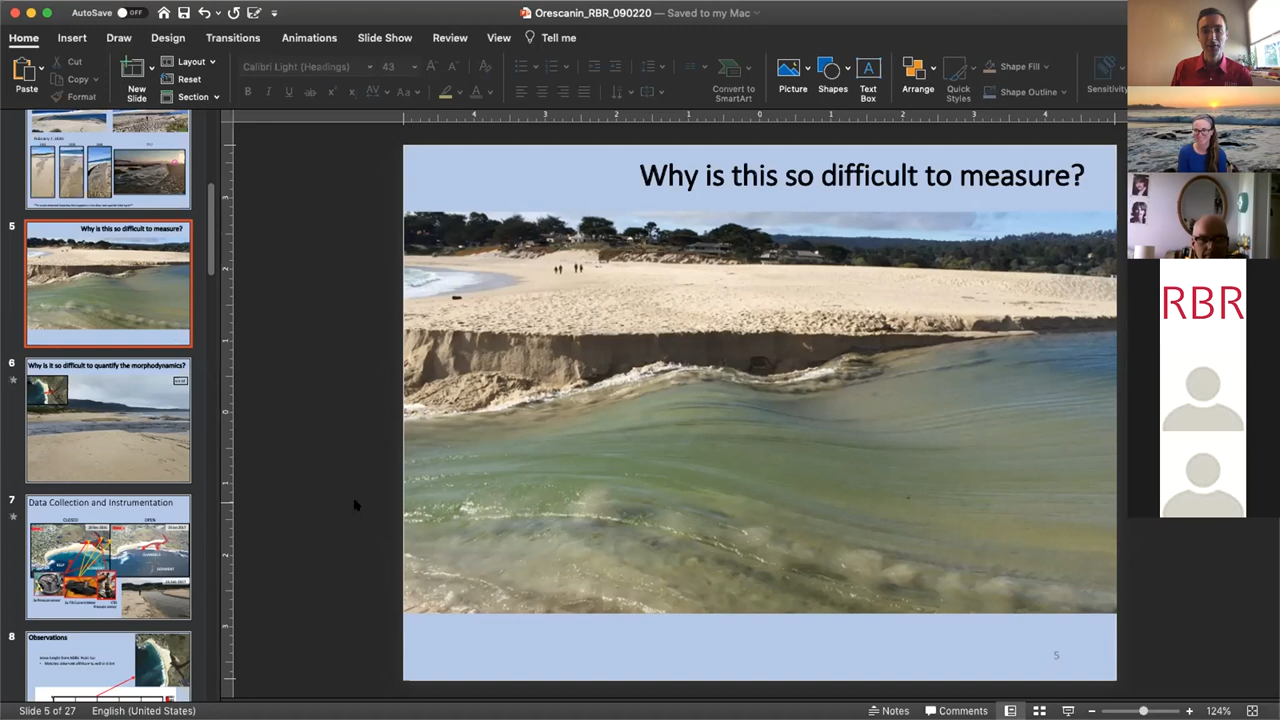 AutoSave OFF
Orescanin_RBR_090220 — Saved to my Mac
Home Insert Draw Design Transitions Animations Slide Show Review View Tell me
Paste
Cut
Copy
Format
New Slide
Layout
Reset
Section
Calibri Light (Headings) 43
Convert to SmartArt
Picture
Shapes
Text Box
Arrange
Quick Styles
Shape Fill
Shape Outline
Sensitivity
5
Why is this so difficult to measure?
6
Why is it so difficult to quantify the morphodynamics?
7
Data Collection and Instrumentation
CLOSED
OPEN
8
Observations
Why is this so difficult to measure?
5
RBR
Slide 5 of 27
English (United States)
Notes
Comments
124%